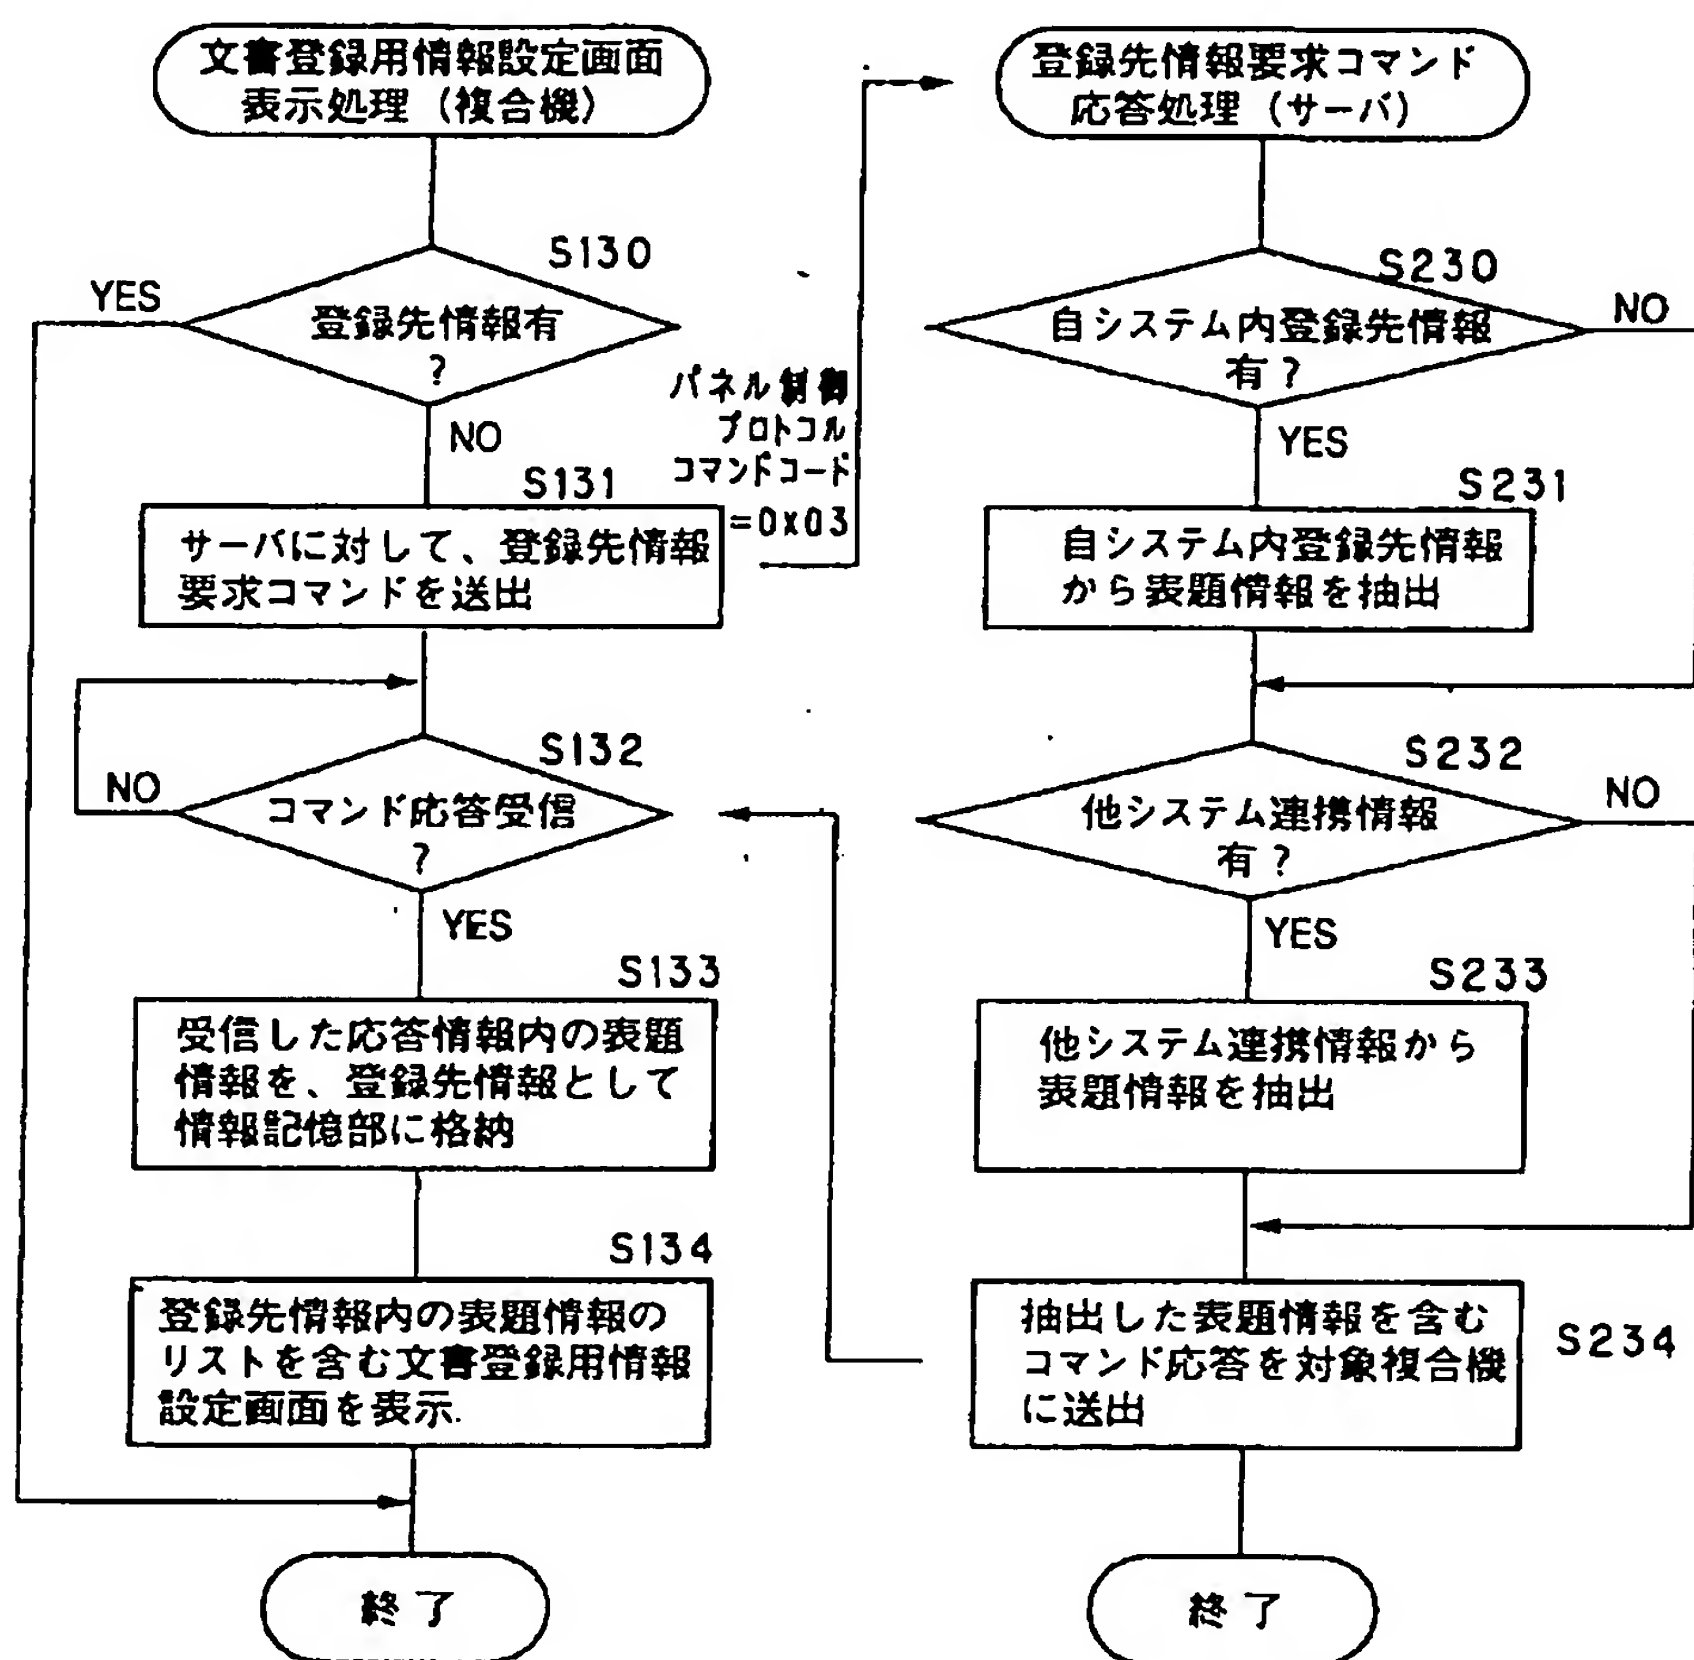 文書登録用情報設定画面
表示処理（複合機）
S130
YES
登録先情報有
？
NO
S131
サーバに対して、登録先情報
要求コマンドを送出
パネル制御
プロトコル
コマンドコード
=0x03
S132
NO
コマンド応答受信
？
YES
S133
受信した応答情報内の表題
情報を、登録先情報として
情報記憶部に格納
S134
登録先情報内の表題情報の
リストを含む文書登録用情報
設定画面を表示
終了
登録先情報要求コマンド
応答処理（サーバ）
S230
NO
自システム内登録先情報
有？
YES
S231
自システム内登録先情報
から表題情報を抽出
S232
NO
他システム連携情報
有？
YES
S233
他システム連携情報から
表題情報を抽出
抽出した表題情報を含む
コマンド応答を対象複合機
に送出
S234
終了